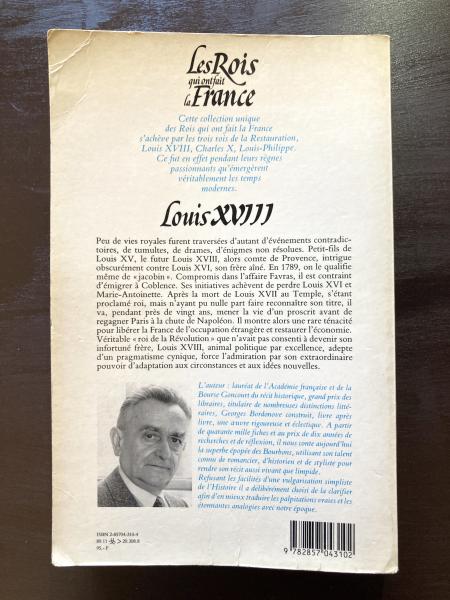 Les Rois
qui ont fait
la France
Cette collection unique
des Rois qui ont fait la France
s'achève par les trois rois de la Restauration,
Louis XVIII, Charles X, Louis-Philippe.
Ce fut en effet pendant leurs règnes
passionnants qu'émergèrent
véritablement les temps
modernes.
Louis XVIII
Peu de vies royales furent traversées d'autant d'événements contradic-
toires, de tumultes, de drames, d'énigmes non résolues. Petit-fils de
Louis XV, le futur Louis XVIII, alors comte de Provence, intrigue
obscurément contre Louis XVI, son frère aîné. En 1789, on le qualifie
même de «jacobin». Compromis dans l'affaire Favras, il est contraint
d'émigrer à Coblence. Ses initiatives achèvent de perdre Louis XVI et
Marie-Antoinette. Après la mort de Louis XVII au Temple, s'étant
proclamé roi, mais n'ayant pu nulle part faire reconnaître son titre, il
va, pendant près de vingt ans, mener la vie d'un proscrit avant de
regagner Paris à la chute de Napoléon. Il montre alors une rare ténacité
pour libérer la France de l'occupation étrangère et restaurer l'économie.
Véritable «roi de la Révolution» que n'avait pas consenti à devenir son
infortuné frère, Louis XVIII, animal politique par excellence, adepte
d'un pragmatisme cynique, force l'admiration par son extraordinaire
pouvoir d'adaptation aux circonstances et aux idées nouvelles.
L'auteur : lauréat de l'Académie française et de la
Bourse Goncourt du récit historique, grand prix des
libraires, titulaire de nombreuses distinctions litté-
raires, Georges Bordonove construit, livre après
livre, une œuvre rigoureuse et éclectique. A partir
de quarante mille fiches et au prix de dix années de
recherches et de réflexion, il nous conte aujourd'hui
la superbe épopée des Bourbons, utilisant son talent
connu de romancier, d'historien et de styliste pour
rendre son récit aussi vivant que limpide.
Refusant les facilités d'une vulgarisation simpliste
de l'Histoire il a délibérément choisi de la clarifier
afin d'en mieux traduire les palpitations vraies et les
étonnantes analogies avec notre époque.
ISBN 2-85704-310-4
89.11
95,- F
9 782857 043102